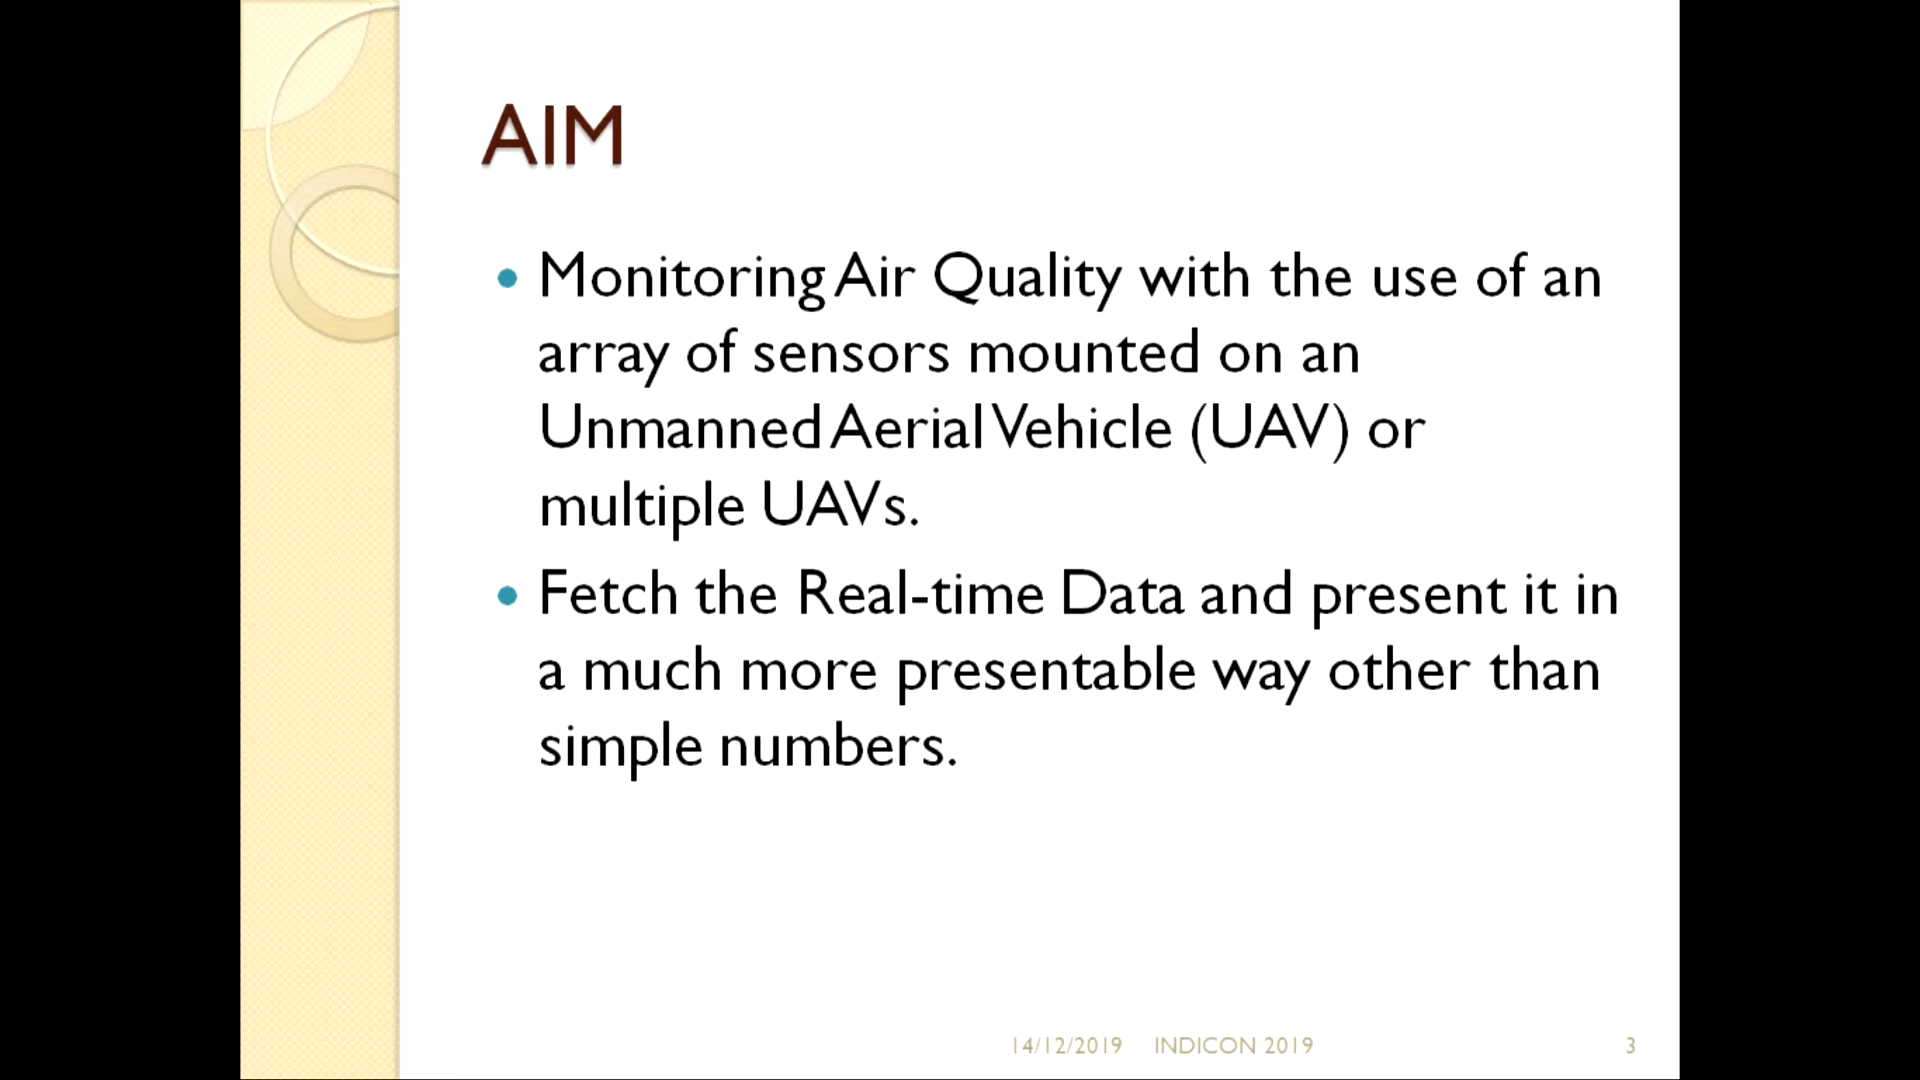 AIM
• Monitoring Air Quality with the use of an
array of sensors mounted on an
Unmanned Aerial Vehicle (UAV) or
multiple UAVs.
• Fetch the Real-time Data and present it in
a much more presentable way other than
simple numbers.
14/12/2019 INDICON 2019 3